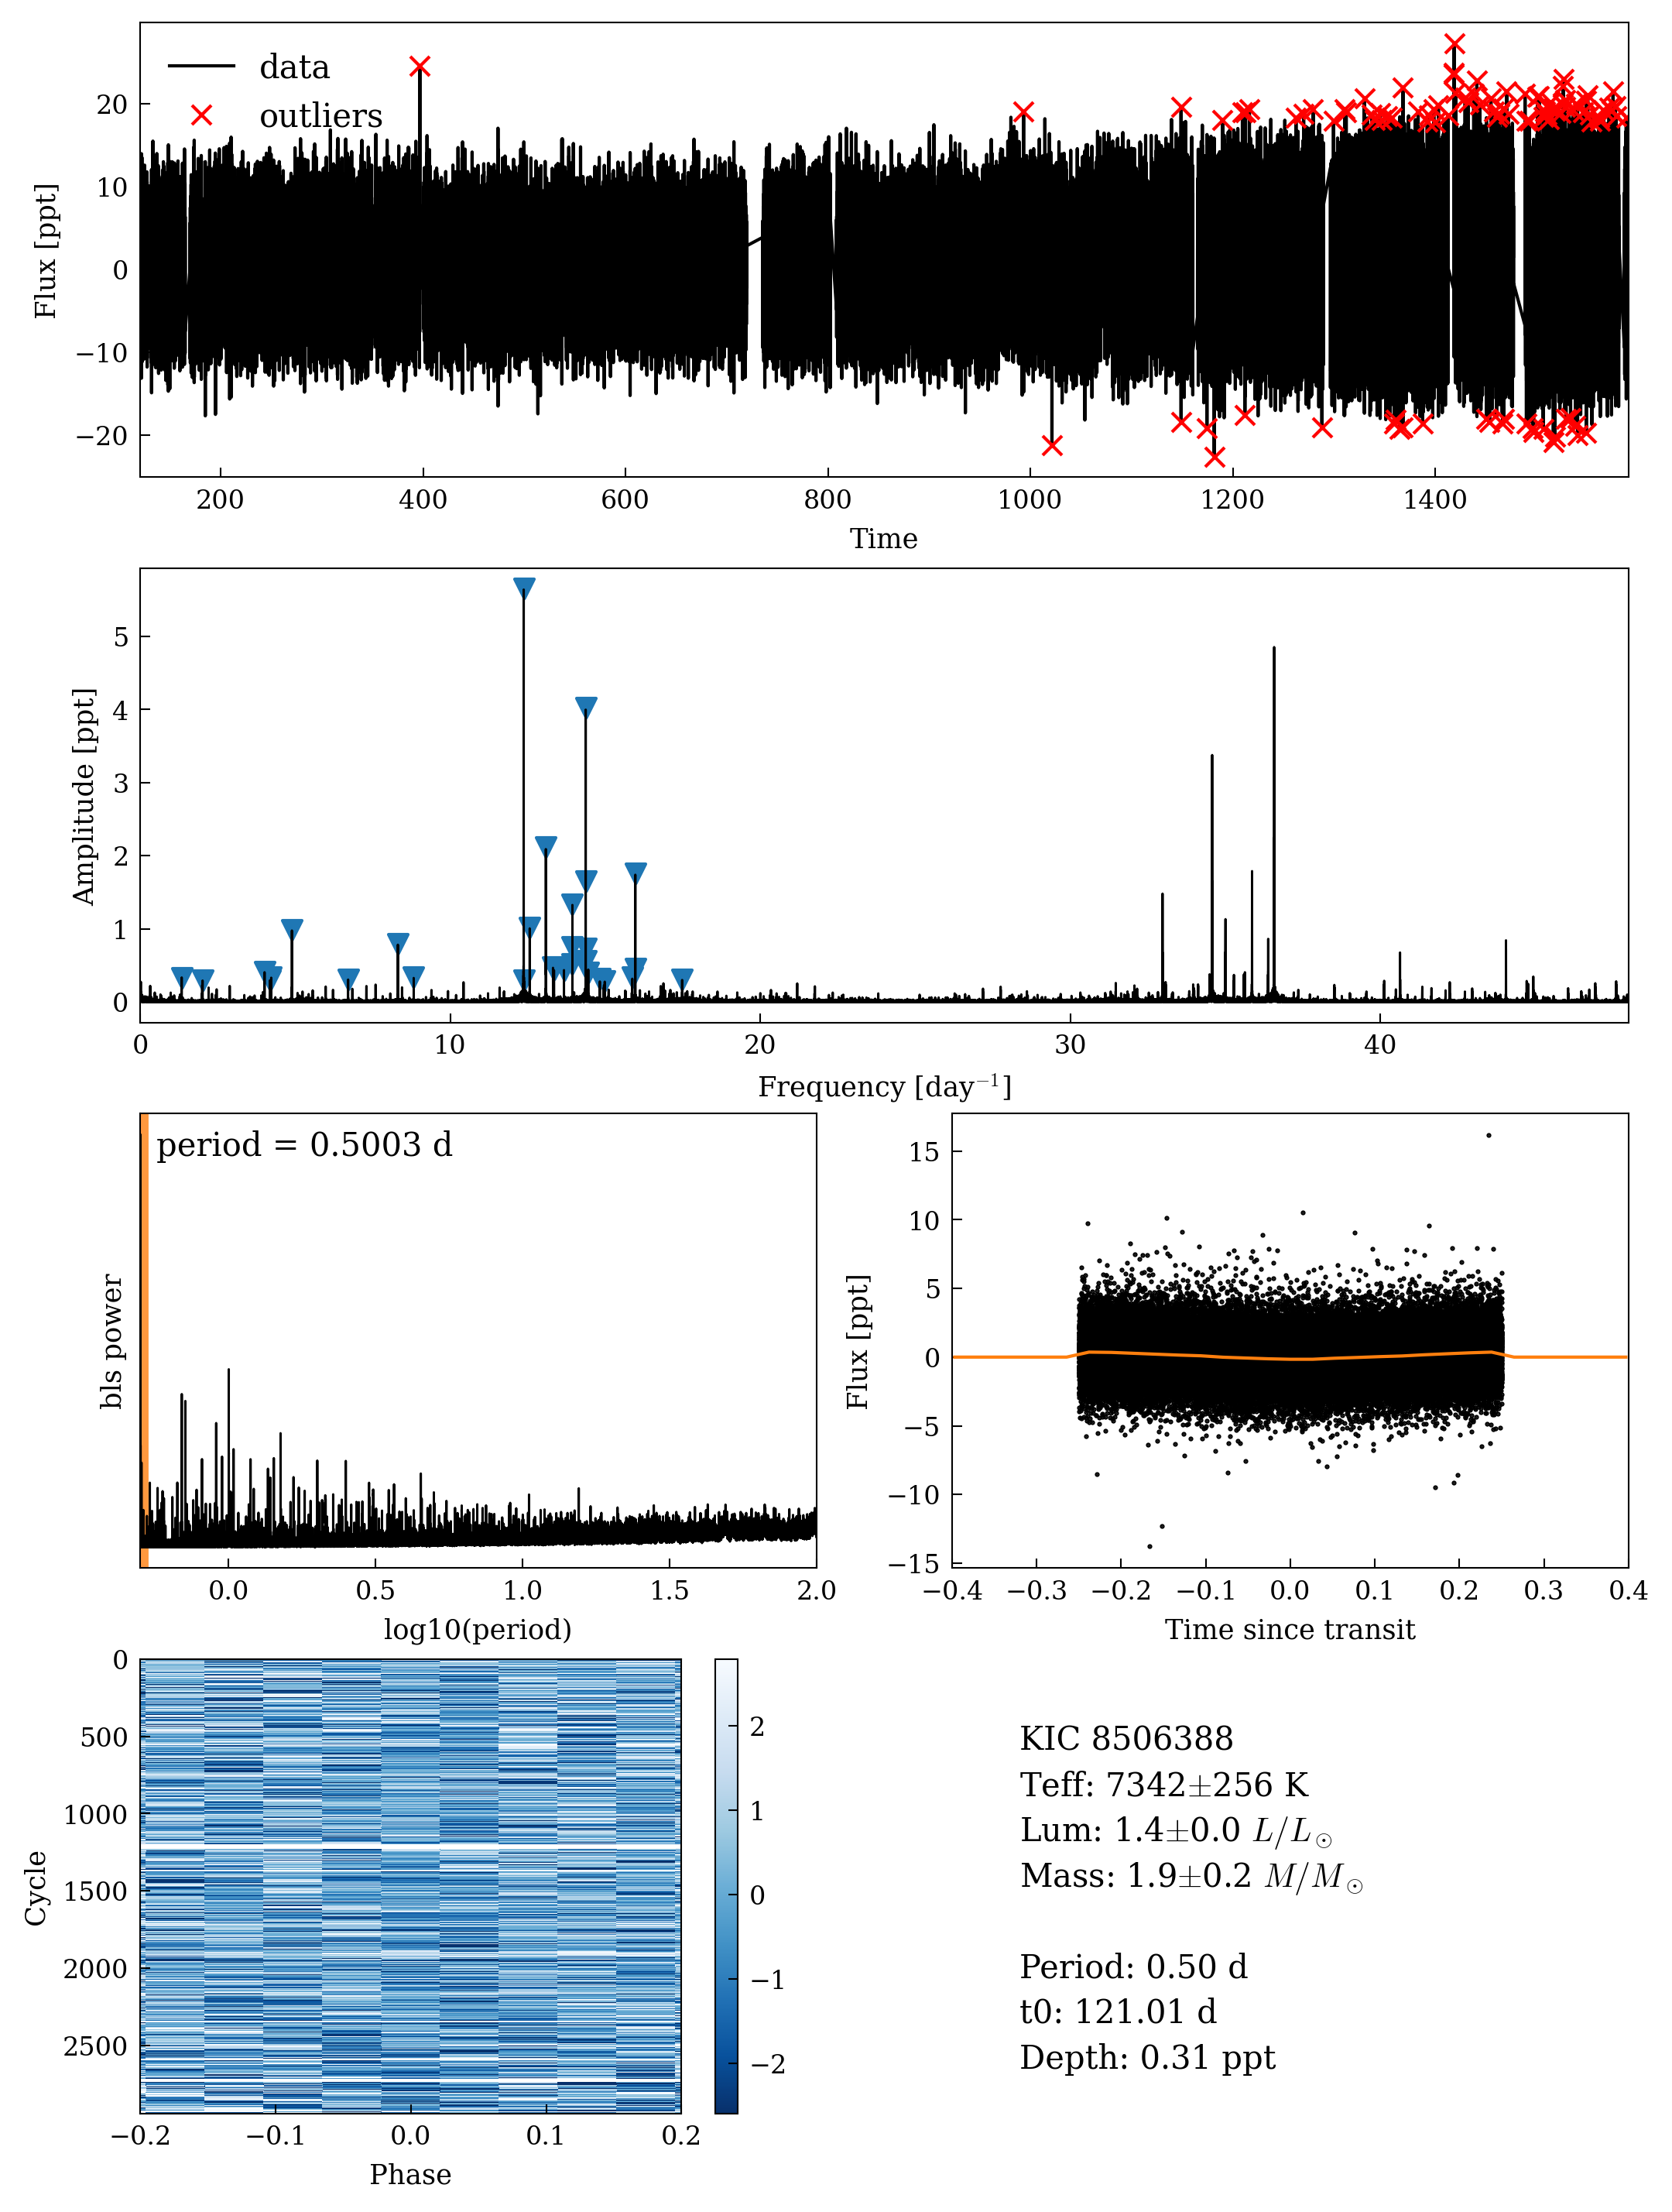 data
outliers
20
10
0
−10
−20
Flux [ppt]
200 400 600 800 1000 1200 1400
Time
5
4
3
2
1
0
Amplitude [ppt]
0 10 20 30 40
Frequency [day⁻¹]
period = 0.5003 d
bls power
0.0 0.5 1.0 1.5 2.0
log10(period)
15
10
5
0
−5
−10
−15
Flux [ppt]
−0.4 −0.3 −0.2 −0.1 0.0 0.1 0.2 0.3 0.4
Time since transit
0
500
1000
1500
2000
2500
Cycle
−0.2 −0.1 0.0 0.1 0.2
Phase
2
1
0
−1
−2
KIC 8506388
Teff: 7342±256 K
Lum: 1.4±0.0 L/L☉
Mass: 1.9±0.2 M/M☉
Period: 0.50 d
t0: 121.01 d
Depth: 0.31 ppt